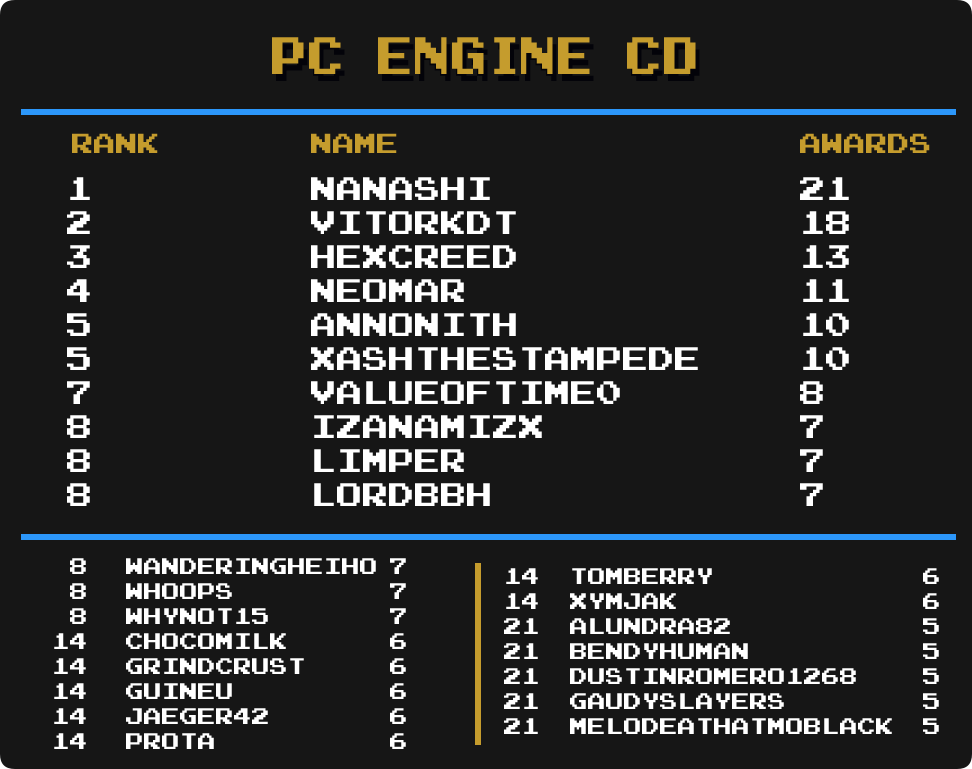 PC ENGINE CD
RANK NAME AWARDS
1 NANASHI 21
2 VITORKDT 18
3 HEXCREED 13
4 NEOMAR 11
5 ANNONITH 10
5 XASHTHESTAMPEDE 10
7 VALUEOFTIME0 8
8 IZANAMIZX 7
8 LIMPER 7
8 LORDBBH 7
8 WANDERINGHEIHO 7
8 WHOOPS 7
8 WHYNOT15 7
14 CHOCOMILK 6
14 GRINDCRUST 6
14 GUINEU 6
14 JAEGER42 6
14 PROTA 6
14 TOMBERRY 6
14 XYMJAK 6
21 ALUNDRA82 5
21 BENDYHUMAN 5
21 DUSTINROMERO1268 5
21 GAUDYSLAYERS 5
21 MELODEATHATMOBLACK 5